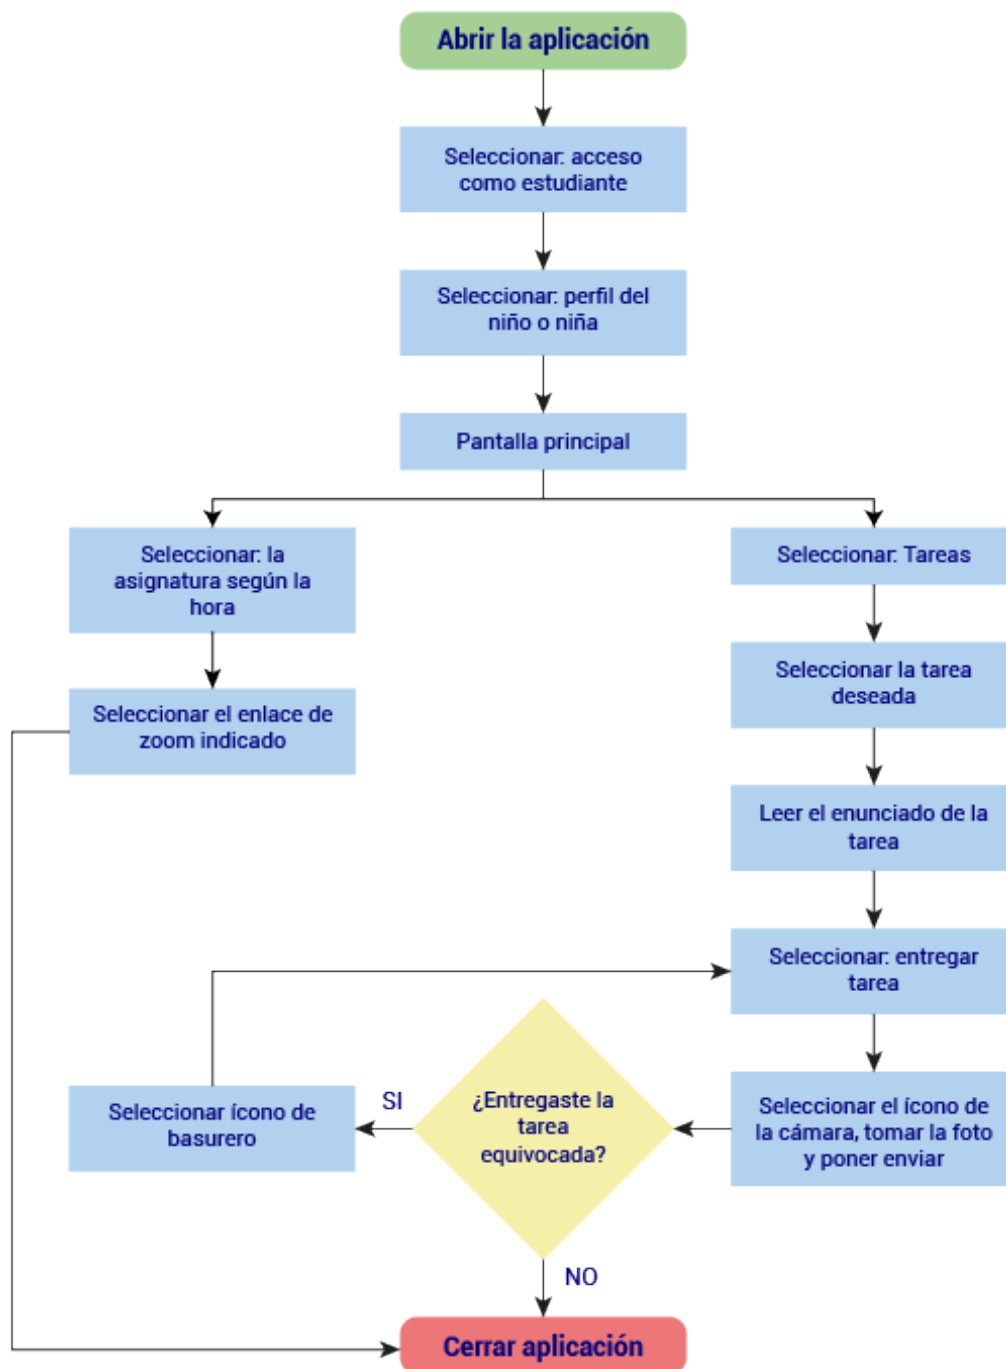 Abrir la aplicación
Seleccionar: acceso
como estudiante
Seleccionar: perfil del
niño o niña
Pantalla principal
Seleccionar: la
asignatura según la
hora
Seleccionar el enlace de
zoom indicado
Seleccionar: Tareas
Seleccionar la tarea
deseada
Leer el enunciado de la
tarea
Seleccionar: entregar
tarea
Seleccionar el ícono de
la cámara, tomar la foto
y poner enviar
¿Entregaste la
tarea
equivocada?
SI
Seleccionar ícono de
basurero
NO
Cerrar aplicación